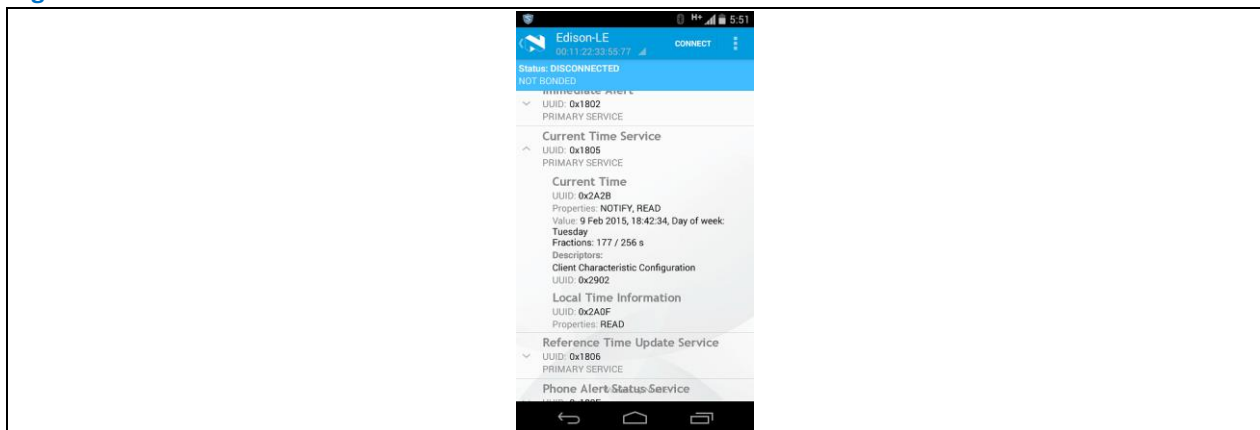 H+ 5:51
Edison-LE
00:11:22:33:55:77
CONNECT
Status: DISCONNECTED
NOT BONDED
Immediate Alert
UUID: 0x1802
PRIMARY SERVICE
Current Time Service
UUID: 0x1805
PRIMARY SERVICE
Current Time
UUID: 0x2A2B
Properties: NOTIFY, READ
Value: 9 Feb 2015, 18:42:34, Day of week:
Tuesday
Fractions: 177 / 256 s
Descriptors:
Client Characteristic Configuration
UUID: 0x2902
Local Time Information
UUID: 0x2A0F
Properties: READ
Reference Time Update Service
UUID: 0x1806
PRIMARY SERVICE
Phone Alert Status Service